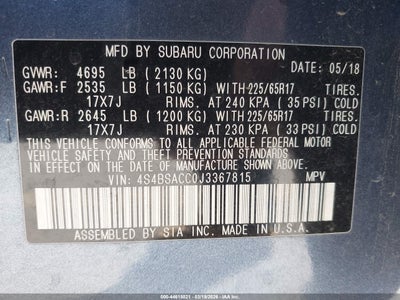 MFD BY SUBARU CORPORATION
GVWR: 4695 LB ( 2130 KG) DATE: 05/18
GAWR:F 2535 LB ( 1150 KG) WITH 225/65R17 TIRES
17X7J RIMS. AT 240 KPA ( 35 PSI) COLD
GAWR:R 2645 LB ( 1200 KG) WITH 225/65R17 TIRES
17X7J RIMS. AT 230 KPA ( 33 PSI) COLD
THIS VEHICLE CONFORMS TO ALL APPLICABLE FEDERAL MOTOR
VEHICLE SAFETY AND THEFT PREVENTION STANDARDS
IN EFFECT ON THE DATE OF MANUFACTURE SHOWN ABOVE.
VIN: 4S4BSACC0J3367815 MPV
ASSEMBLED BY SIA INC. MADE IN U.S.A.